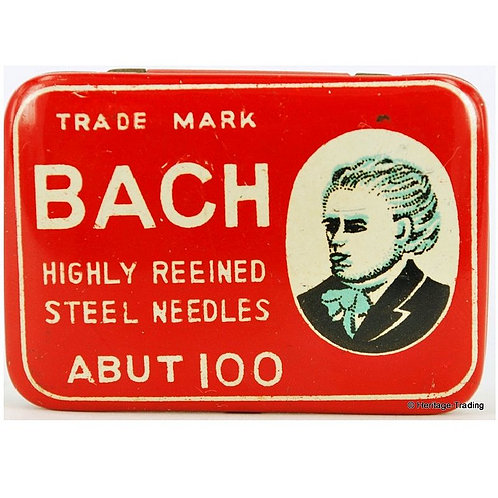 TRADE MARK
BACH
HIGHLY REEINED
STEEL NEEDLES
ABUT 100
© Heritage Trading